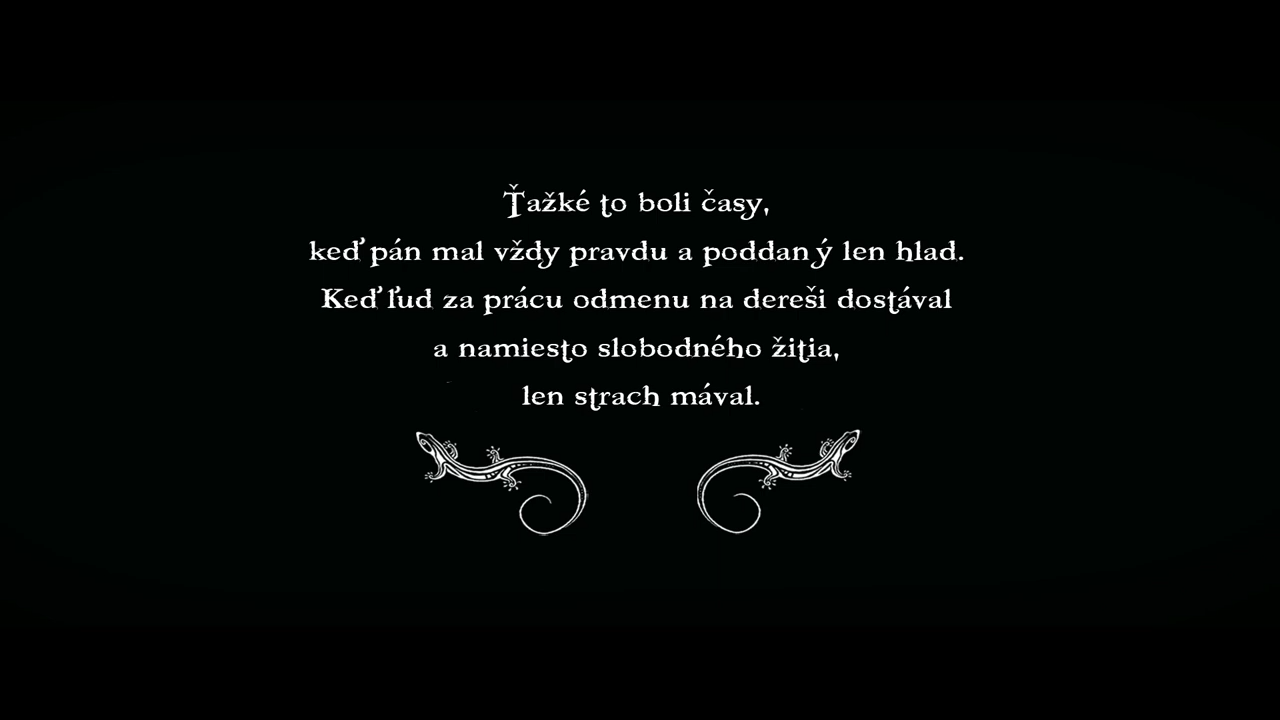 Ťažké to boli časy,
keď pán mal vždy pravdu a poddaný len hlad.
Keď ľud za prácu odmenu na dereši dostával
a namiesto slobodného žitia,
len strach mával.